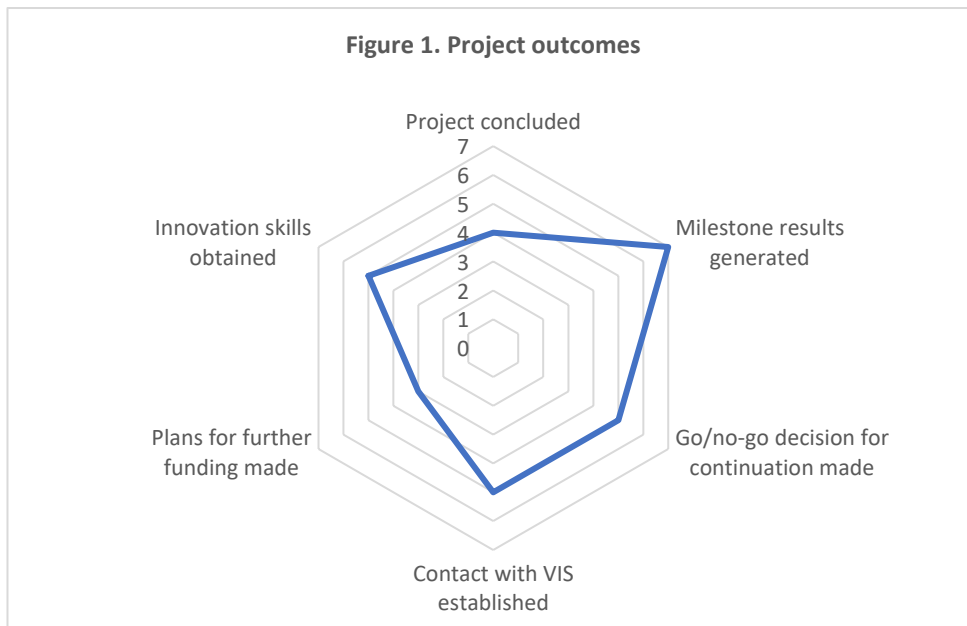 Figure 1. Project outcomes
Project concluded
7
6
5
4
3
2
1
0
Milestone results
generated
Go/no-go decision for
continuation made
Contact with VIS
established
Plans for further
funding made
Innovation skills
obtained